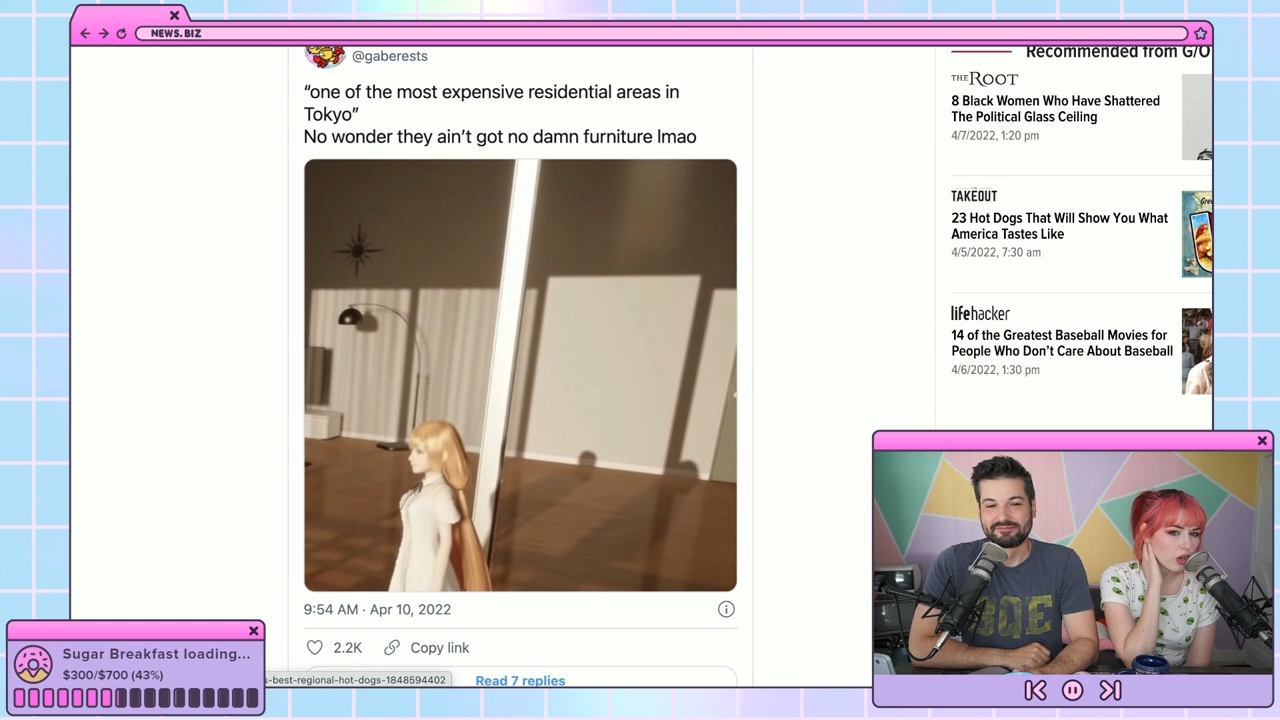 NEWS.BIZ
@gaberests
“one of the most expensive residential areas in
Tokyo”
No wonder they ain’t got no damn furniture lmao
9:54 AM · Apr 10, 2022
2.2K
Copy link
Read 7 replies
s-best-regional-hot-dogs-1848594402
Recommended from G/O
THE ROOT
8 Black Women Who Have Shattered
The Political Glass Ceiling
4/7/2022, 1:20 pm
THE TAKEOUT
23 Hot Dogs That Will Show You What
America Tastes Like
4/5/2022, 7:30 am
lifehacker
14 of the Greatest Baseball Movies for
People Who Don’t Care About Baseball
4/6/2022, 1:30 pm
Sugar Breakfast loading...
$300/$700 (43%)